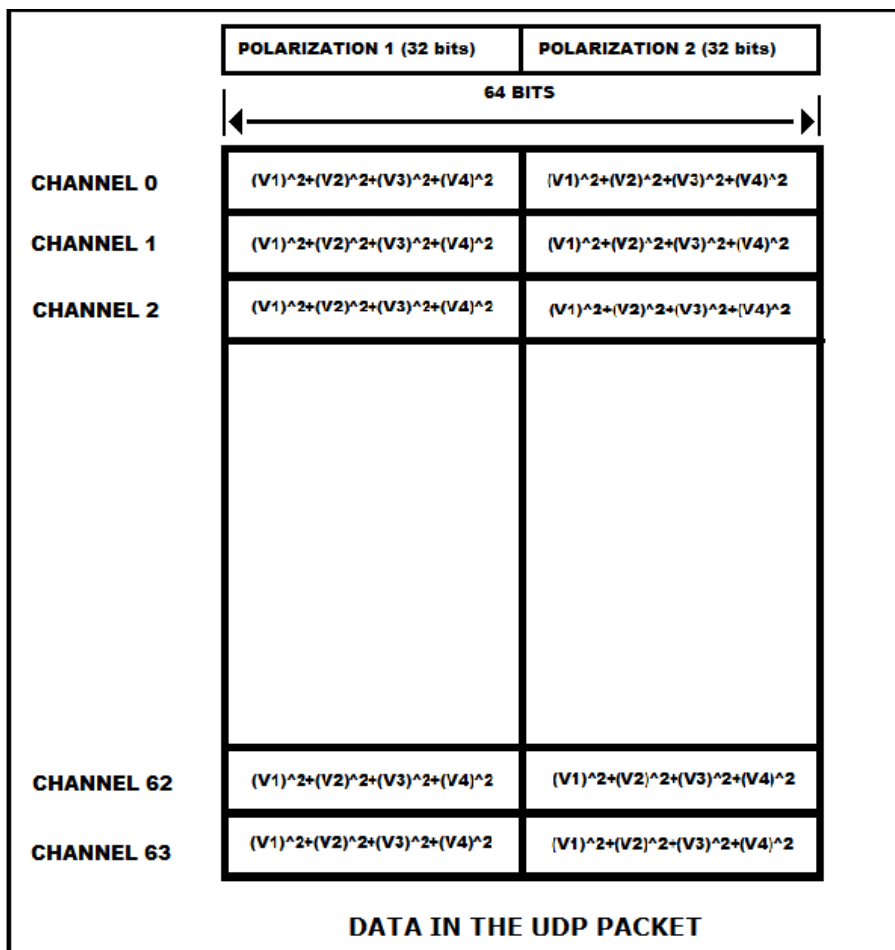 POLARIZATION 1 (32 bits) POLARIZATION 2 (32 bits)
64 BITS
CHANNEL 0 (V1)^2+(V2)^2+(V3)^2+(V4)^2 (V1)^2+(V2)^2+(V3)^2+(V4)^2
CHANNEL 1 (V1)^2+(V2)^2+(V3)^2+(V4)^2 (V1)^2+(V2)^2+(V3)^2+(V4)^2
CHANNEL 2 (V1)^2+(V2)^2+(V3)^2+(V4)^2 (V1)^2+(V2)^2+(V3)^2+(V4)^2
CHANNEL 62 (V1)^2+(V2)^2+(V3)^2+(V4)^2 (V1)^2+(V2)^2+(V3)^2+(V4)^2
CHANNEL 63 (V1)^2+(V2)^2+(V3)^2+(V4)^2 (V1)^2+(V2)^2+(V3)^2+(V4)^2
DATA IN THE UDP PACKET